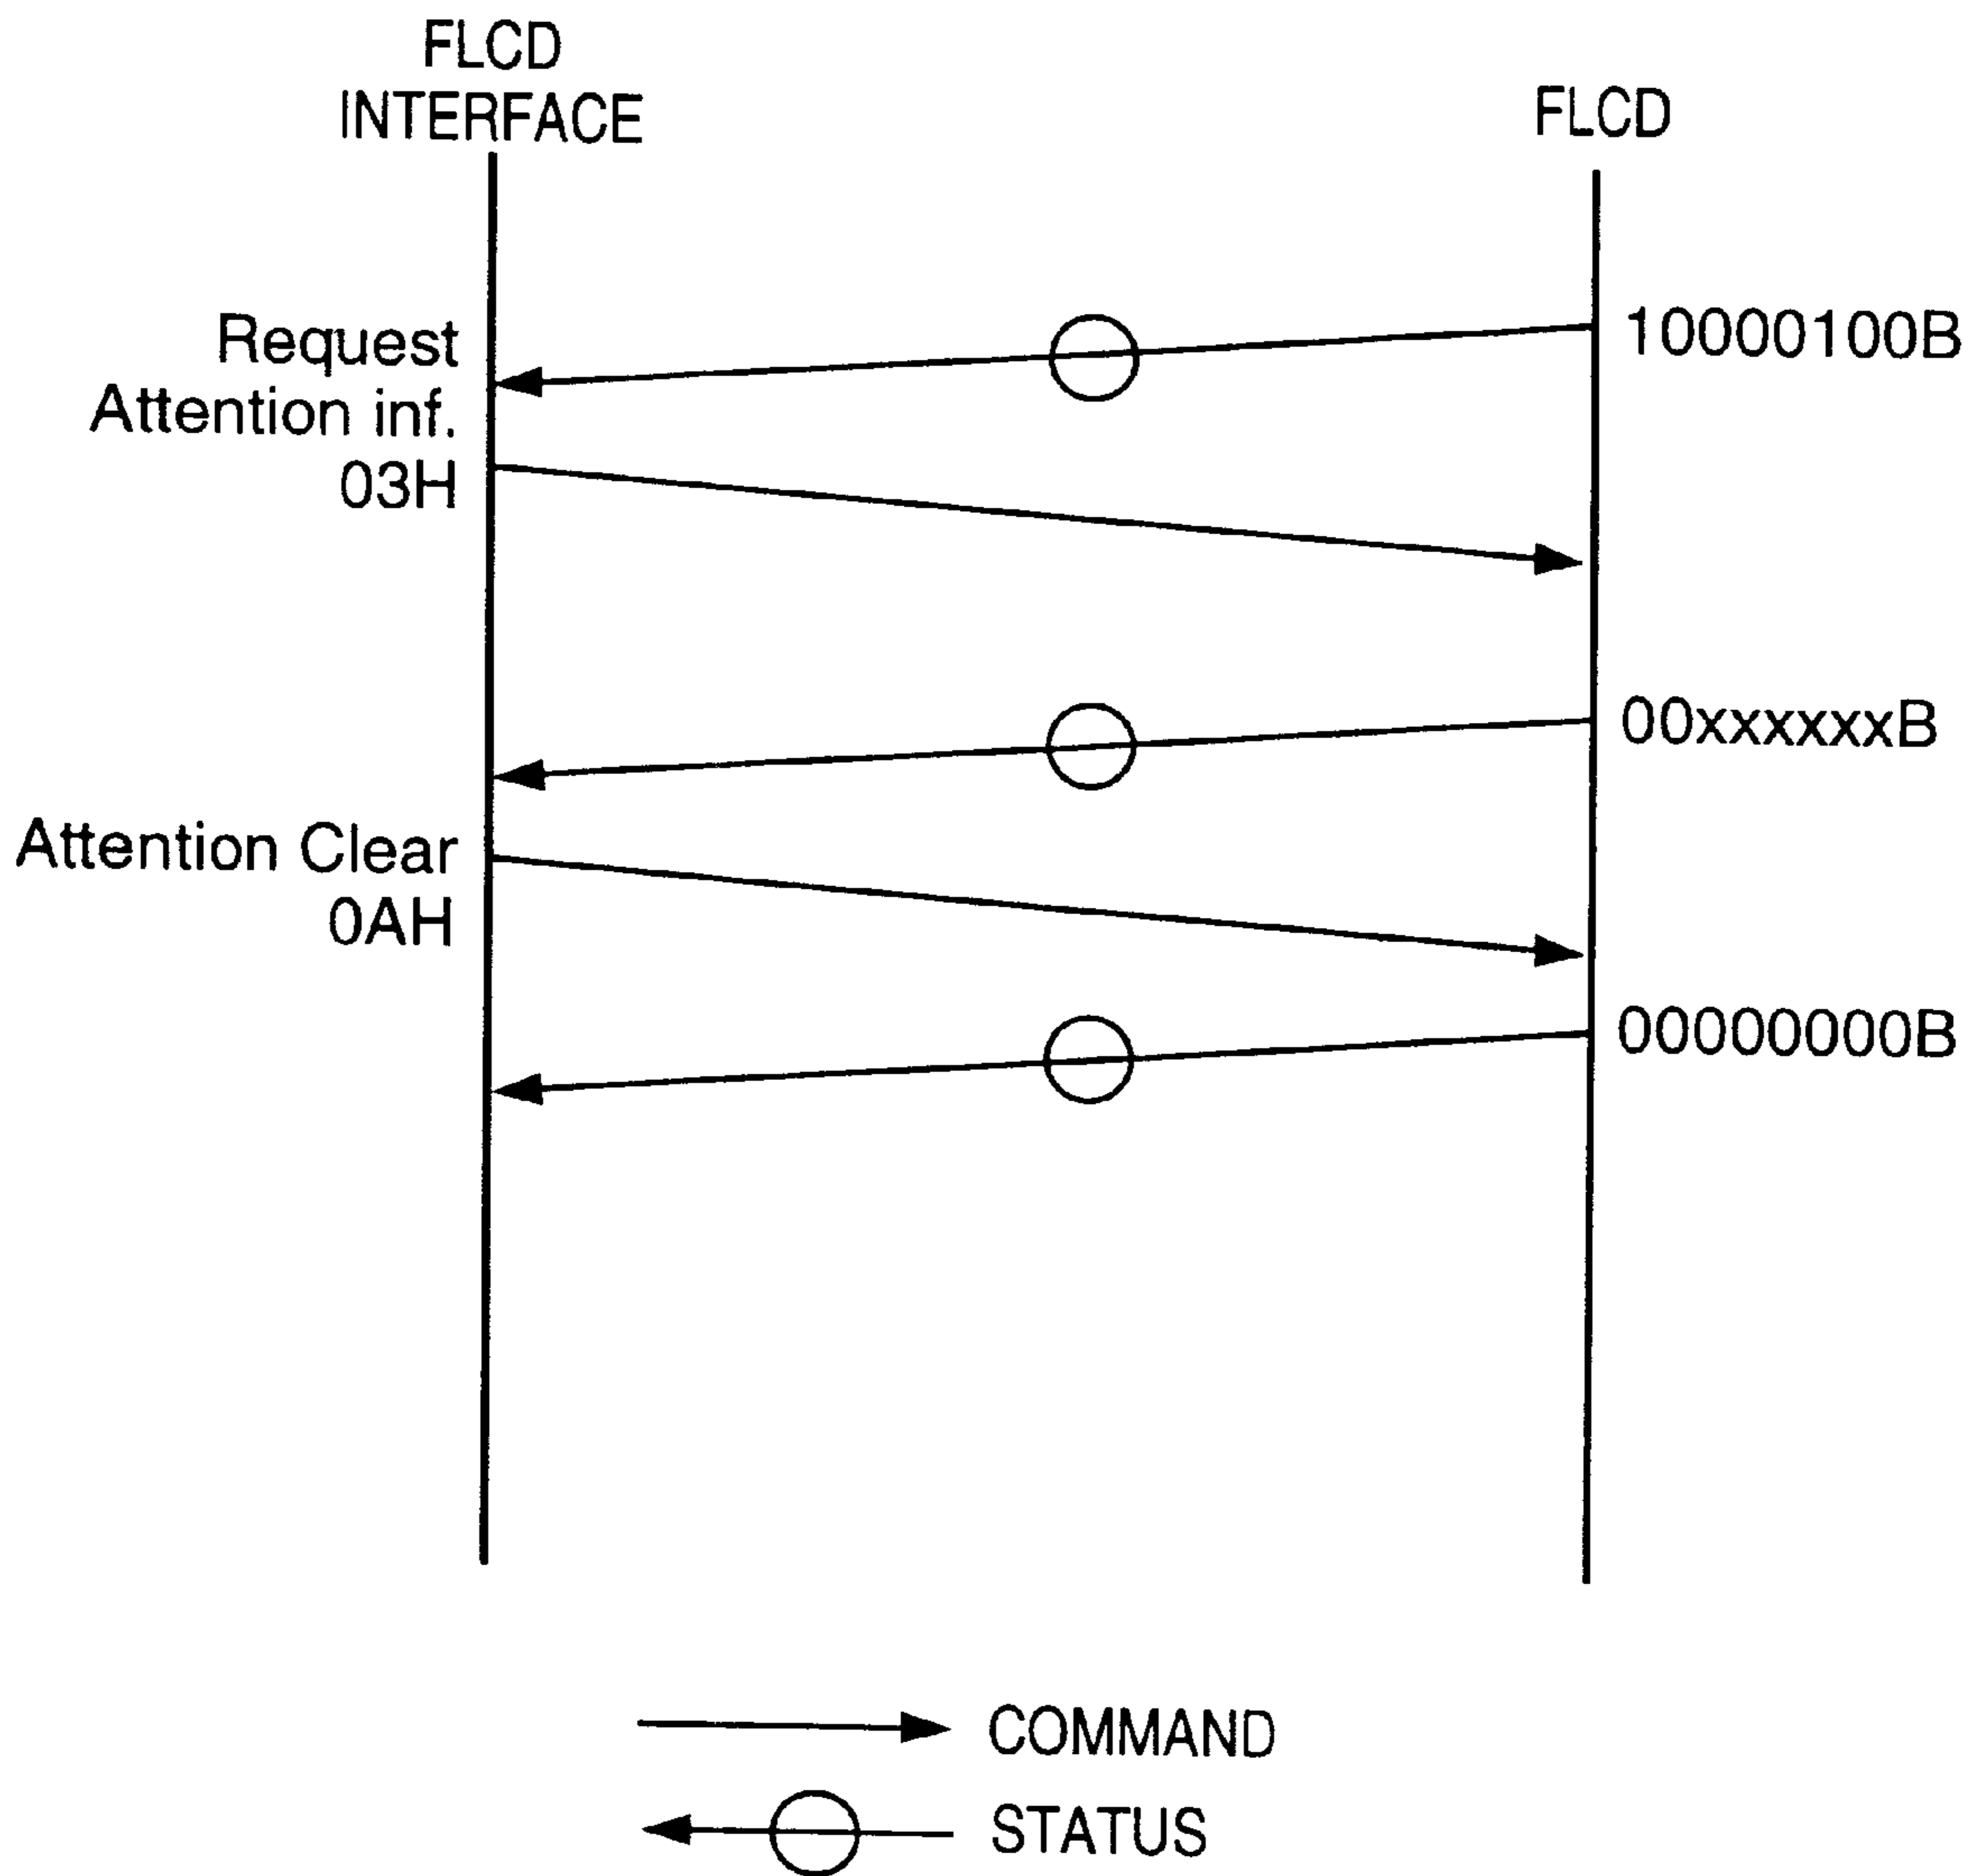 FLCD
INTERFACE
FLCD
10000100B
Request
Attention inf.
03H
00xxxxxxB
Attention Clear
0AH
00000000B
COMMAND
STATUS